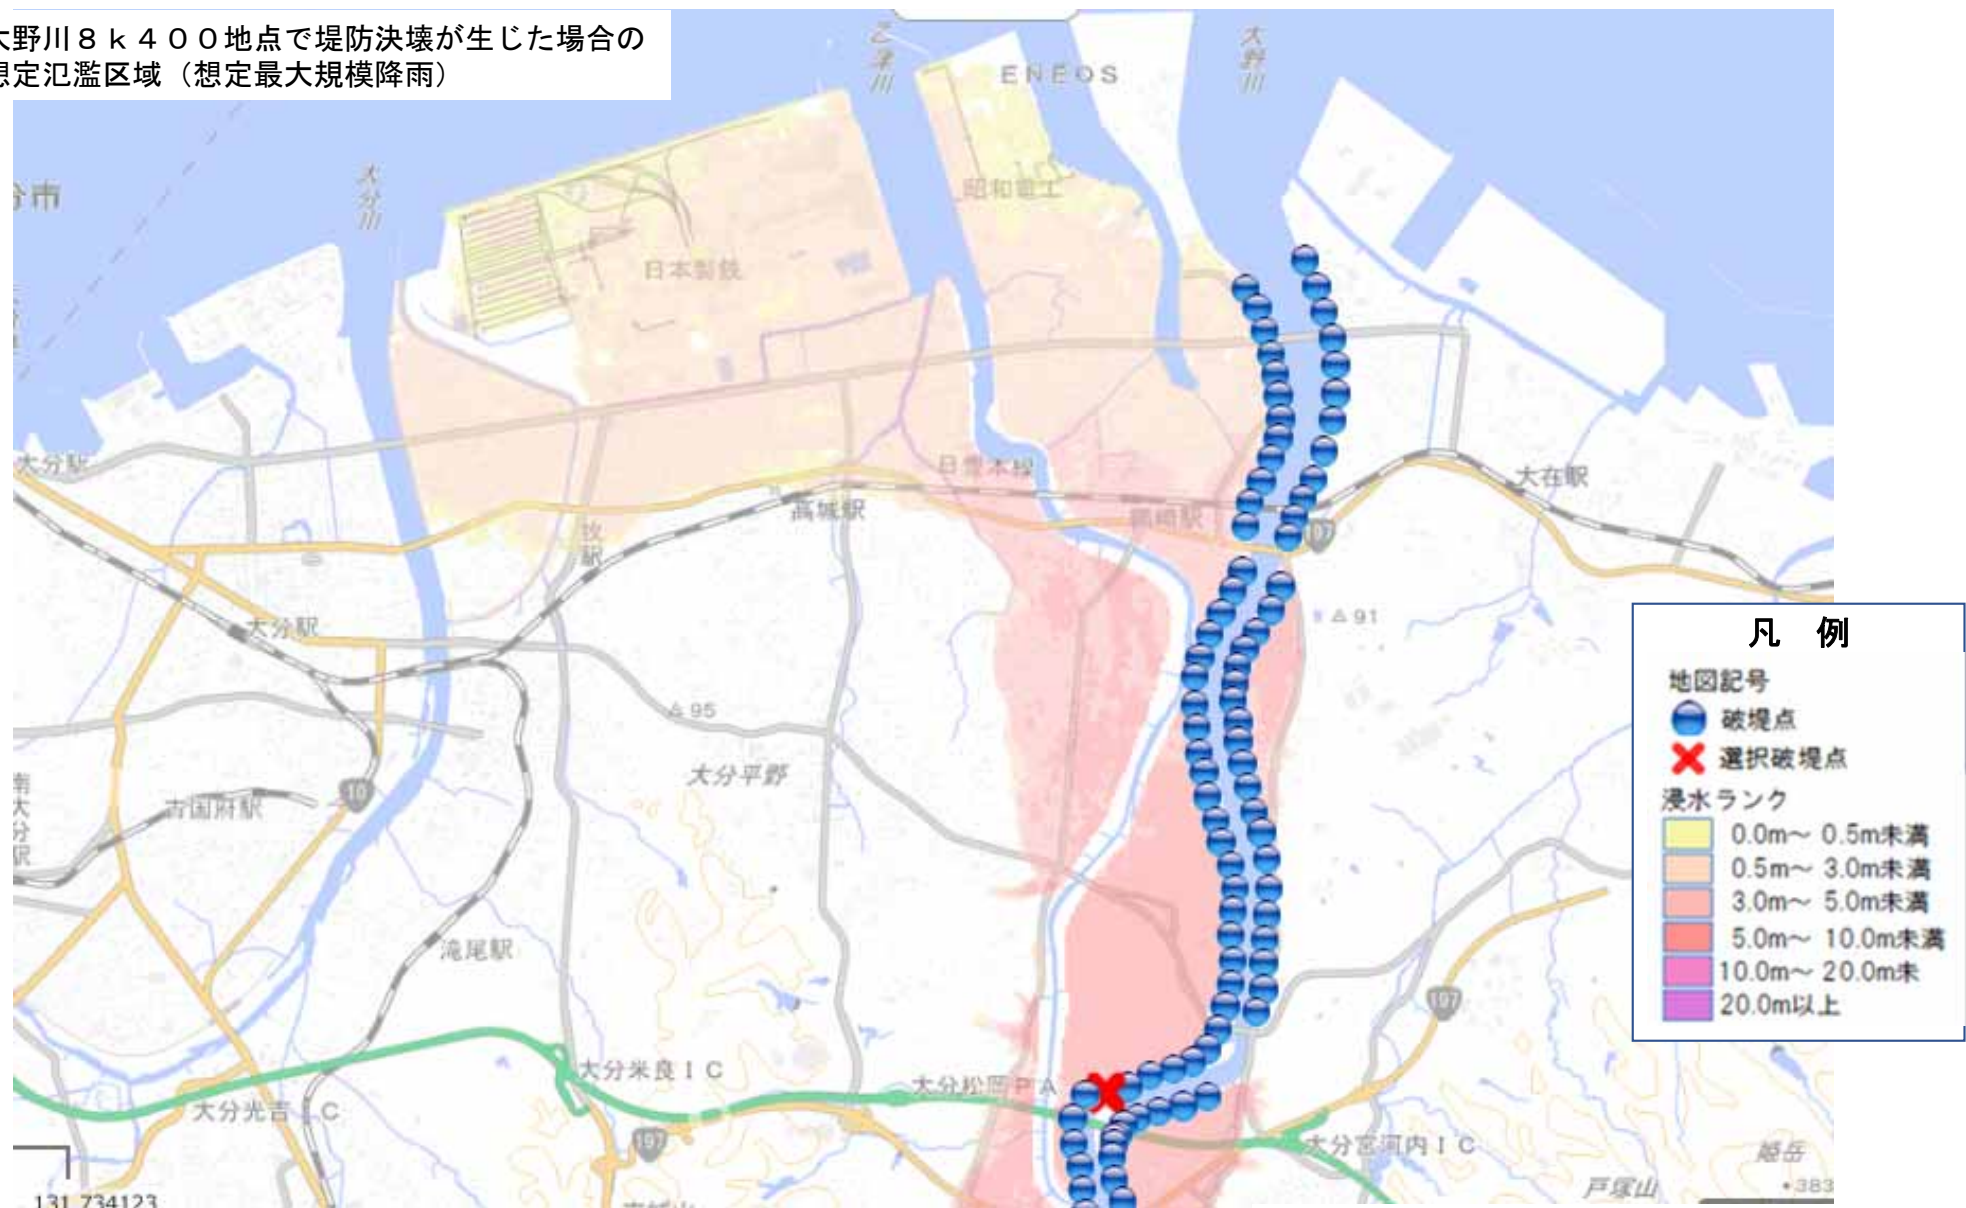 野川８ｋ４００地点で堤防決壊が生じた場合の
想定氾濫区域（想定最大規模降雨）
乙津川
ENEOS
大野川
大分川
分市
昭和電工
日本製鉄
大分駅
日豊本線
大在駅
高城駅
鶴崎駅
牧駅
大分駅
91
95
大分平野
南大分駅
古国府駅
10
滝尾駅
197
大分米良ＩＣ
大分松岡ＰＡ
大分光吉ＩＣ
197
大分宮河内ＩＣ
姫岳
戸塚山
383
131.734123
凡　例
地図記号
破堤点
選択破堤点
浸水ランク
0.0m～ 0.5m未満
0.5m～ 3.0m未満
3.0m～ 5.0m未満
5.0m～ 10.0m未満
10.0m～ 20.0m未
20.0m以上